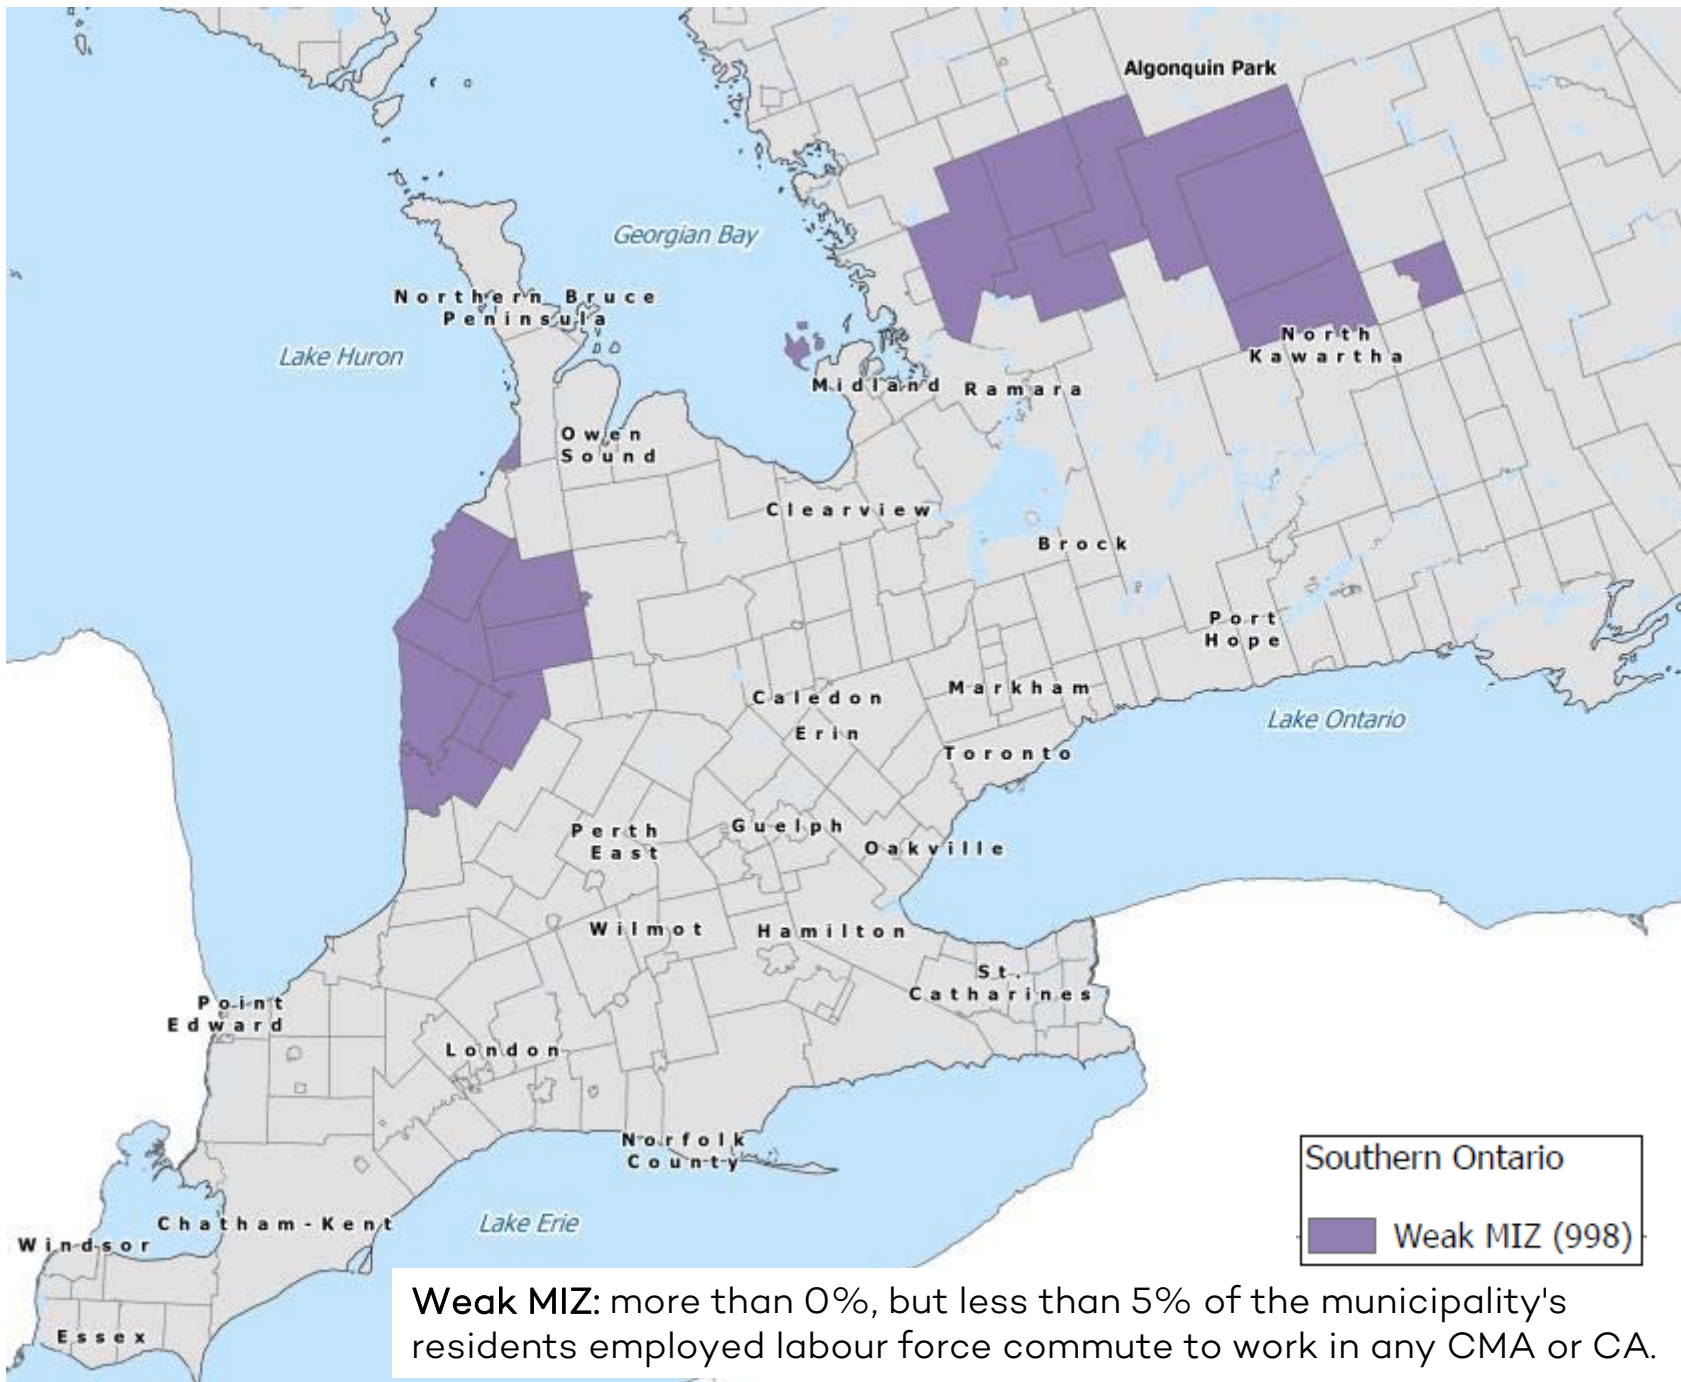 Algonquin Park
Georgian Bay
Northern Bruce
Peninsula
Lake Huron
North
Kawartha
Midland
Ramara
Owen
Sound
Clearview
Brock
Port
Hope
Markham
Caledon
Lake Ontario
Erin
Toronto
Perth
East
Guelph
Oakville
Wilmot
Hamilton
St.
Catharines
Point
Edward
London
Norfolk
County
Chatham-Kent
Lake Erie
Windsor
Essex
Southern Ontario
Weak MIZ (998)
Weak MIZ: more than 0%, but less than 5% of the municipality's
residents employed labour force commute to work in any CMA or CA.